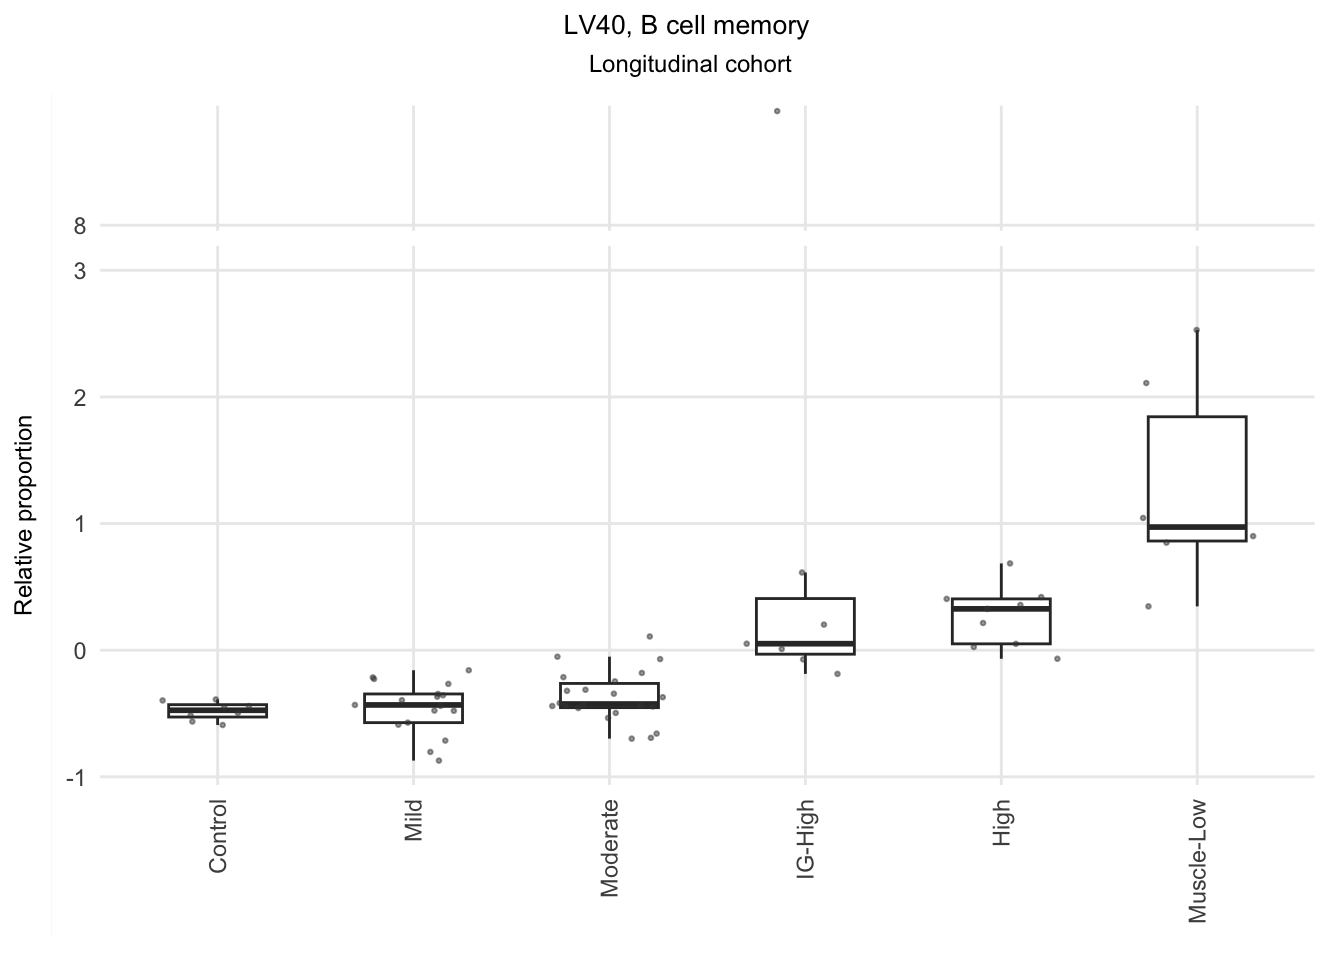 LV40, B cell memory
Longitudinal cohort
8
3
2
1
0
-1
Relative proportion
Control
Mild
Moderate
IG-High
High
Muscle-Low